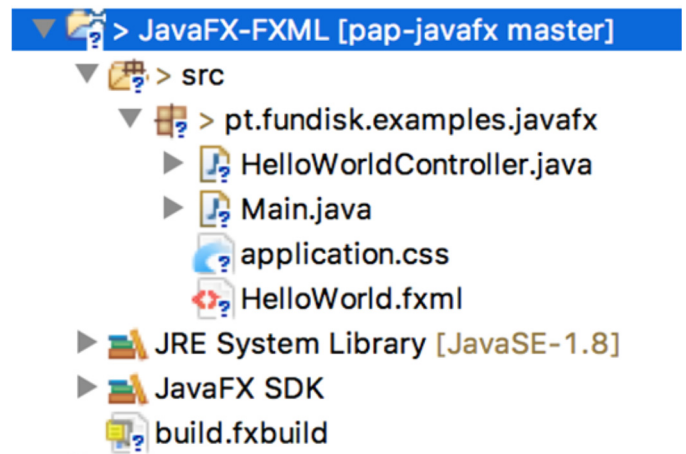 > JavaFX-FXML [pap-javafx master]
> src
> pt.fundisk.examples.javafx
HelloWorldController.java
Main.java
application.css
HelloWorld.fxml
JRE System Library [JavaSE-1.8]
JavaFX SDK
build.fxbuild